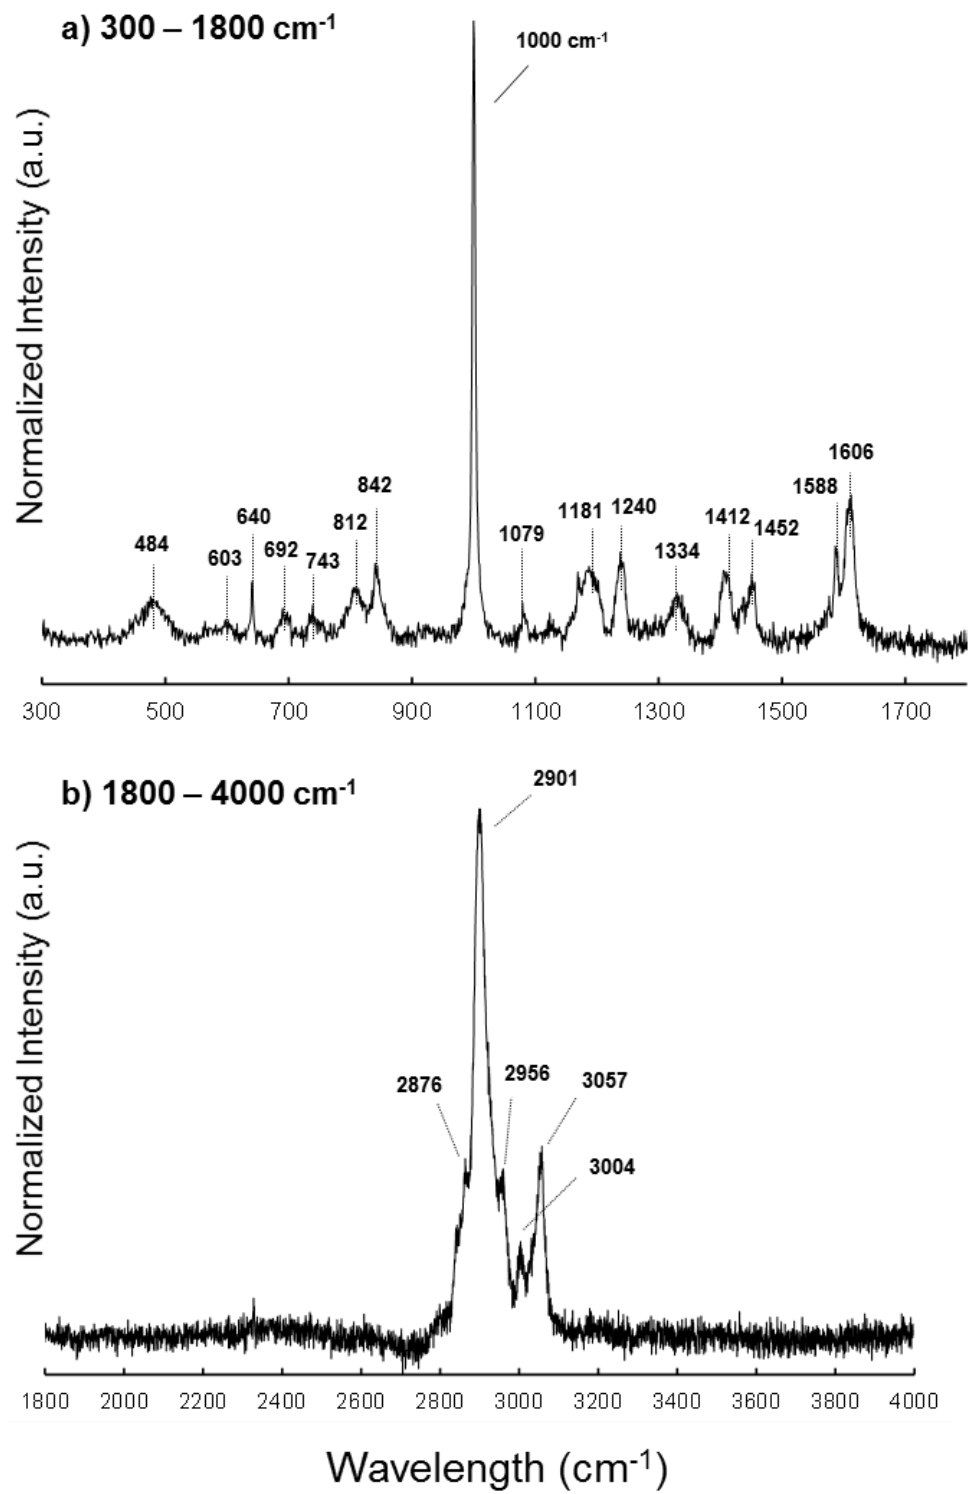 a) 300 – 1800 cm-1
1000 cm-1
Normalized Intensity (a.u.)
484
603
640
692
743
812
842
1079
1181
1240
1334
1412
1452
1588
1606
300 500 700 900 1100 1300 1500 1700
b) 1800 – 4000 cm-1
2901
Normalized Intensity (a.u.)
2876
2956
3057
3004
1800 2000 2200 2400 2600 2800 3000 3200 3400 3600 3800 4000
Wavelength (cm-1)